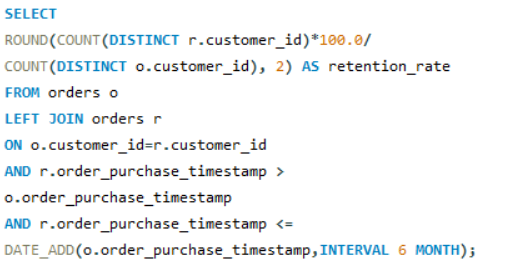 SELECT
ROUND(COUNT(DISTINCT r.customer_id)*100.0/
COUNT(DISTINCT o.customer_id), 2) AS retention_rate
FROM orders o
LEFT JOIN orders r
ON o.customer_id=r.customer_id
AND r.order_purchase_timestamp >
o.order_purchase_timestamp
AND r.order_purchase_timestamp <=
DATE_ADD(o.order_purchase_timestamp,INTERVAL 6 MONTH);